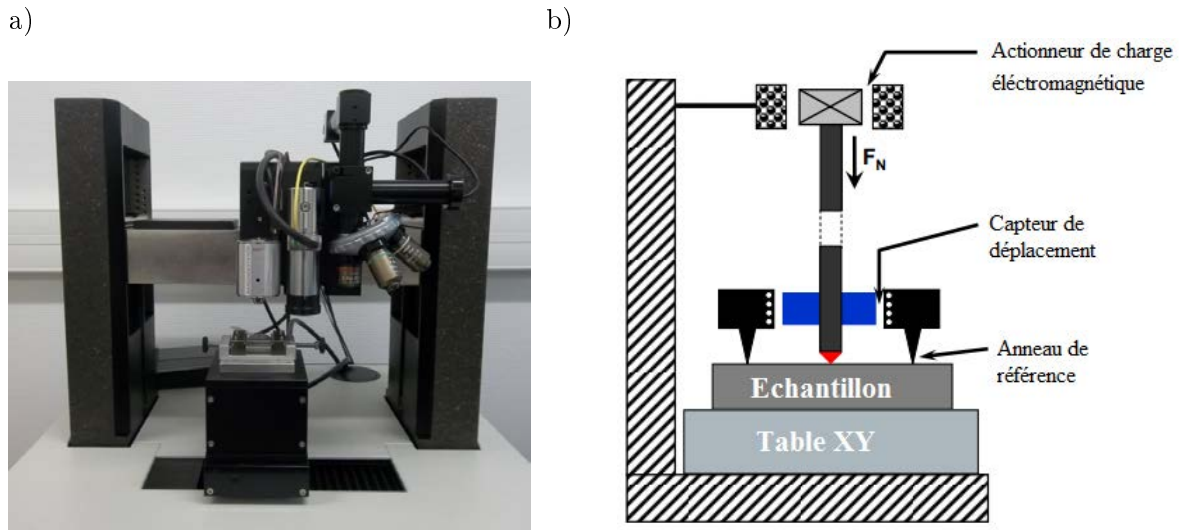 a)
b)
Actionneur de charge
éléctromagnétique
F_N
Capteur de
déplacement
Anneau de
référence
Echantillon
Table XY